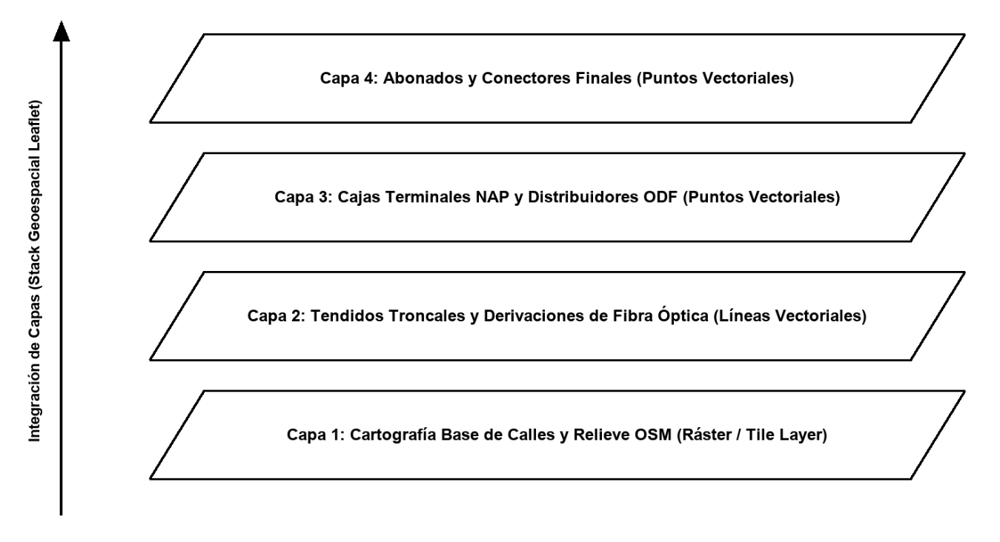 Integración de Capas (Stack Geoespacial Leaflet)
Capa 4: Abonados y Conectores Finales (Puntos Vectoriales)
Capa 3: Cajas Terminales NAP y Distribuidores ODF (Puntos Vectoriales)
Capa 2: Tendidos Troncales y Derivaciones de Fibra Óptica (Líneas Vectoriales)
Capa 1: Cartografía Base de Calles y Relieve OSM (Ráster / Tile Layer)